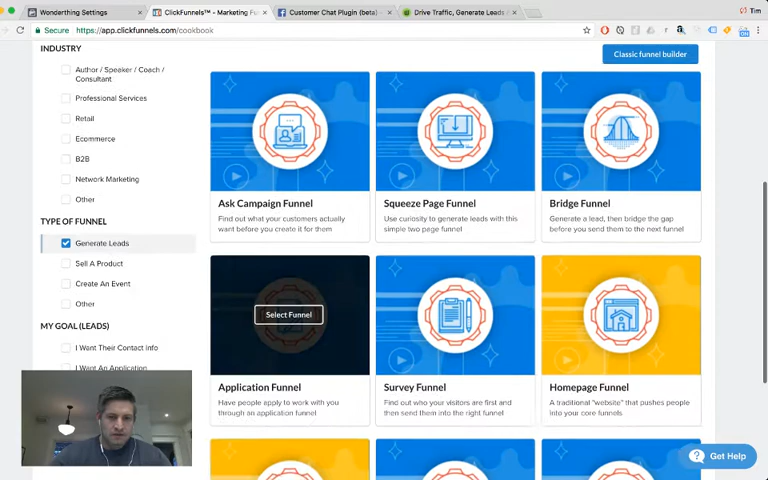 Wonderthing Settings
ClickFunnels™ - Marketing Fu
Customer Chat Plugin (beta) -
Drive Traffic, Generate Leads
Tim
Secure
https://app.clickfunnels.com/cookbook
INDUSTRY
Author / Speaker / Coach /
Consultant
Professional Services
Retail
Ecommerce
B2B
Network Marketing
Other
TYPE OF FUNNEL
Generate Leads
Sell A Product
Create An Event
Other
MY GOAL (LEADS)
I Want Their Contact Info
I Want An Application
Classic funnel builder
Ask Campaign Funnel
Find out what your customers actually
want before you create it for them
Squeeze Page Funnel
Use curiosity to generate leads with this
simple two page funnel
Bridge Funnel
Generate a lead, then bridge the gap
before you send them to the next funnel
Select Funnel
Application Funnel
Have people apply to work with you
through an application funnel
Survey Funnel
Find out who your visitors are first and
then send them into the right funnel
Homepage Funnel
A traditional "website" that pushes people
into your core funnels
? Get Help